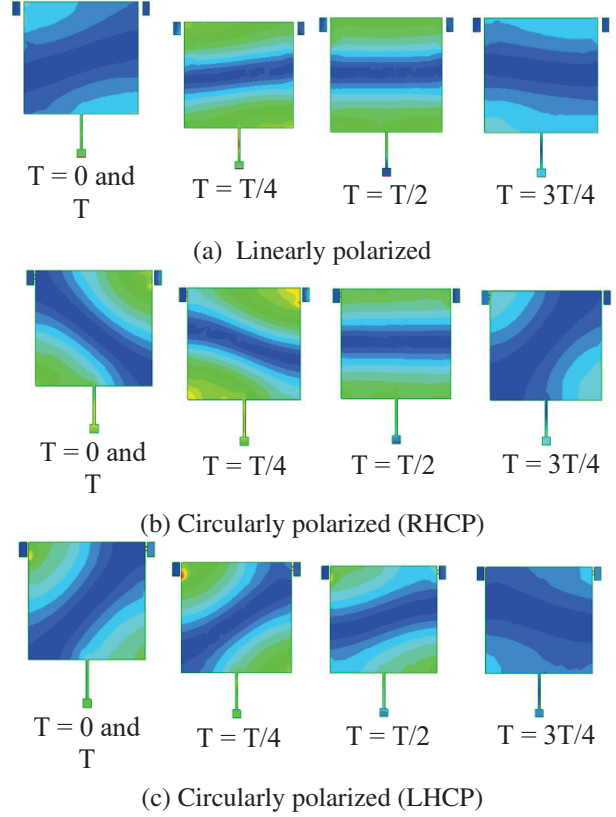 T = 0 and
T
T = T/4
T = T/2
T = 3T/4
(a) Linearly polarized
T = 0 and
T
T = T/4
T = T/2
T = 3T/4
(b) Circularly polarized (RHCP)
T = 0 and
T
T = T/4
T = T/2
T = 3T/4
(c) Circularly polarized (LHCP)